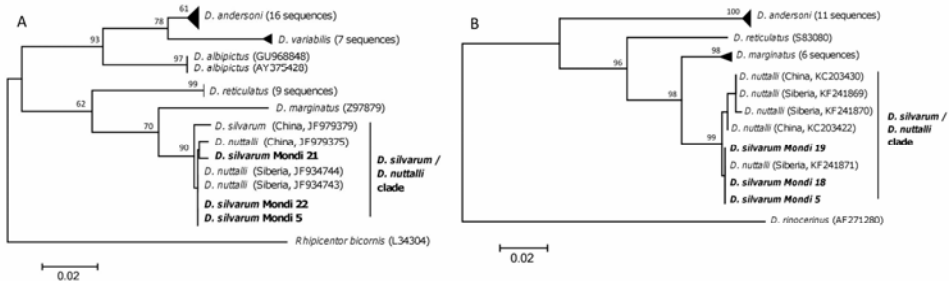 A
61
D. andersoni (16 sequences)
78
D. variabilis (7 sequences)
93
97
D. albipictus (GU968848)
D. albipictus (AY375428)
99
D. reticulatus (9 sequences)
62
D. marginatus (Z97879)
70
D. silvarum (China, JF979379)
D. nuttalli (China, JF979375)
90
D. silvarum Mondi 21
D. nuttalli (Siberia, JF934744)
D. nuttalli (Siberia, JF934743)
D. silvarum Mondi 22
D. silvarum Mondi 5
D. silvarum /
D. nuttalli
clade
Rhipicentor bicornis (L34304)
0.02
B
100
D. andersoni (11 sequences)
D. reticulatus (S83080)
96
98
D. marginatus (6 sequences)
D. nuttalli (China, KC203430)
98
D. nuttalli (Siberia, KF241869)
D. nuttalli (Siberia, KF241870)
D. nuttalli (China, KC203422)
99
D. silvarum Mondi 19
D. nuttalli (Siberia, KF241871)
D. silvarum Mondi 18
D. silvarum Mondi 5
D. silvarum /
D. nuttalli
clade
D. rinocerinus (AF271280)
0.02